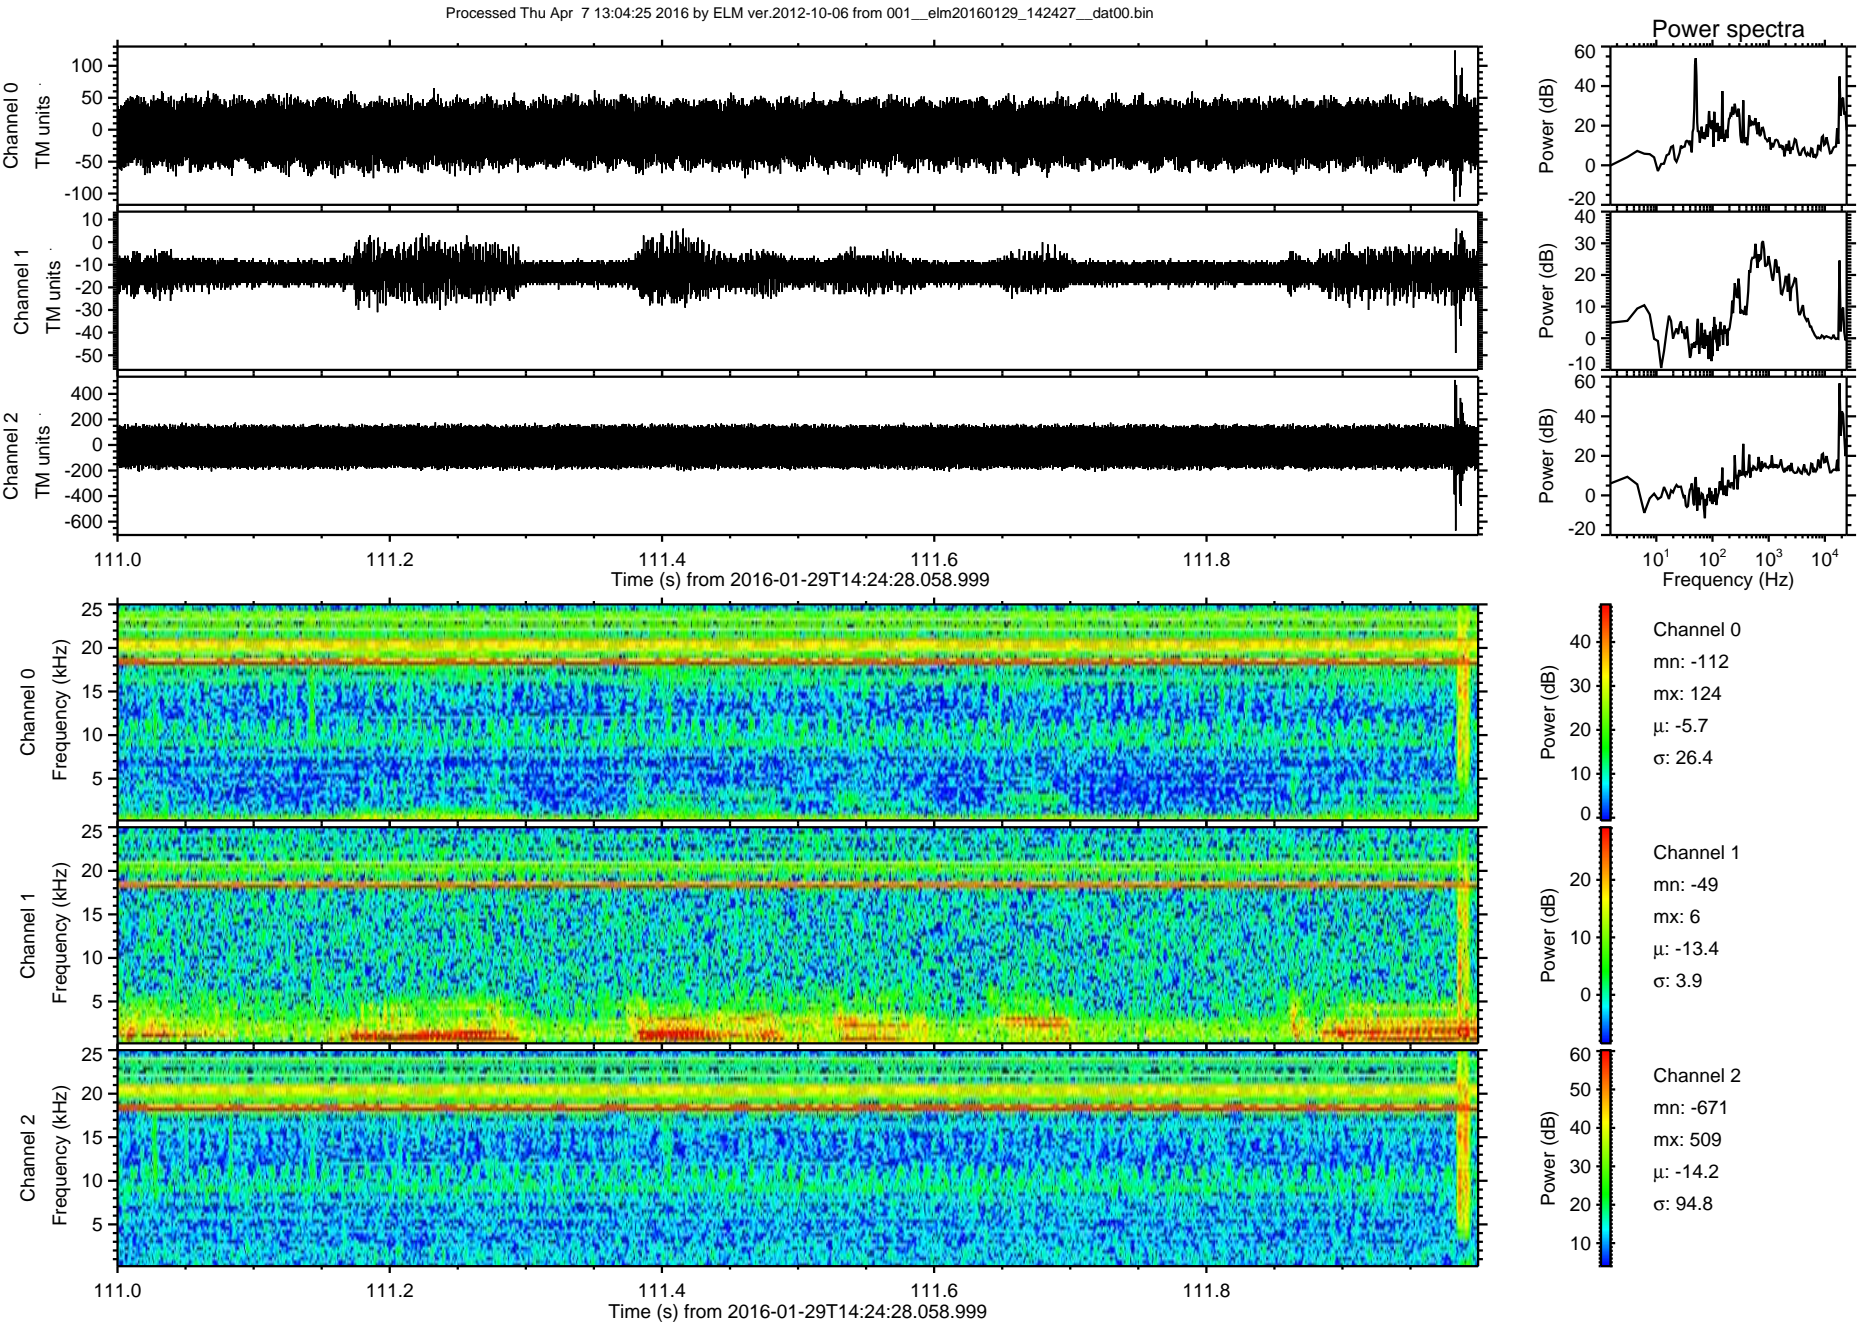 Processed Thu Apr  7 13:04:25 2016 by ELM ver.2012-10-06 from 001__elm20160129_142427__dat00.bin
Power spectra
Channel 0
TM units
100
50
0
-50
-100
Power (dB)
60
40
20
0
-20
Channel 1
TM units
10
0
-10
-20
-30
-40
-50
Power (dB)
40
30
20
10
0
-10
Channel 2
TM units
400
200
0
-200
-400
-600
Power (dB)
60
40
20
0
-20
111.0 111.2 111.4 111.6 111.8
Time (s) from 2016-01-29T14:24:28.058.999
10^1 10^2 10^3 10^4
Frequency (Hz)
Channel 0
Frequency (kHz)
25
20
15
10
5
Power (dB)
40
30
20
10
0
Channel 0
mn: -112
mx: 124
μ: -5.7
σ: 26.4
Channel 1
Frequency (kHz)
25
20
15
10
5
Power (dB)
20
10
0
Channel 1
mn: -49
mx: 6
μ: -13.4
σ: 3.9
Channel 2
Frequency (kHz)
25
20
15
10
5
Power (dB)
60
50
40
30
20
10
Channel 2
mn: -671
mx: 509
μ: -14.2
σ: 94.8
111.0 111.2 111.4 111.6 111.8
Time (s) from 2016-01-29T14:24:28.058.999